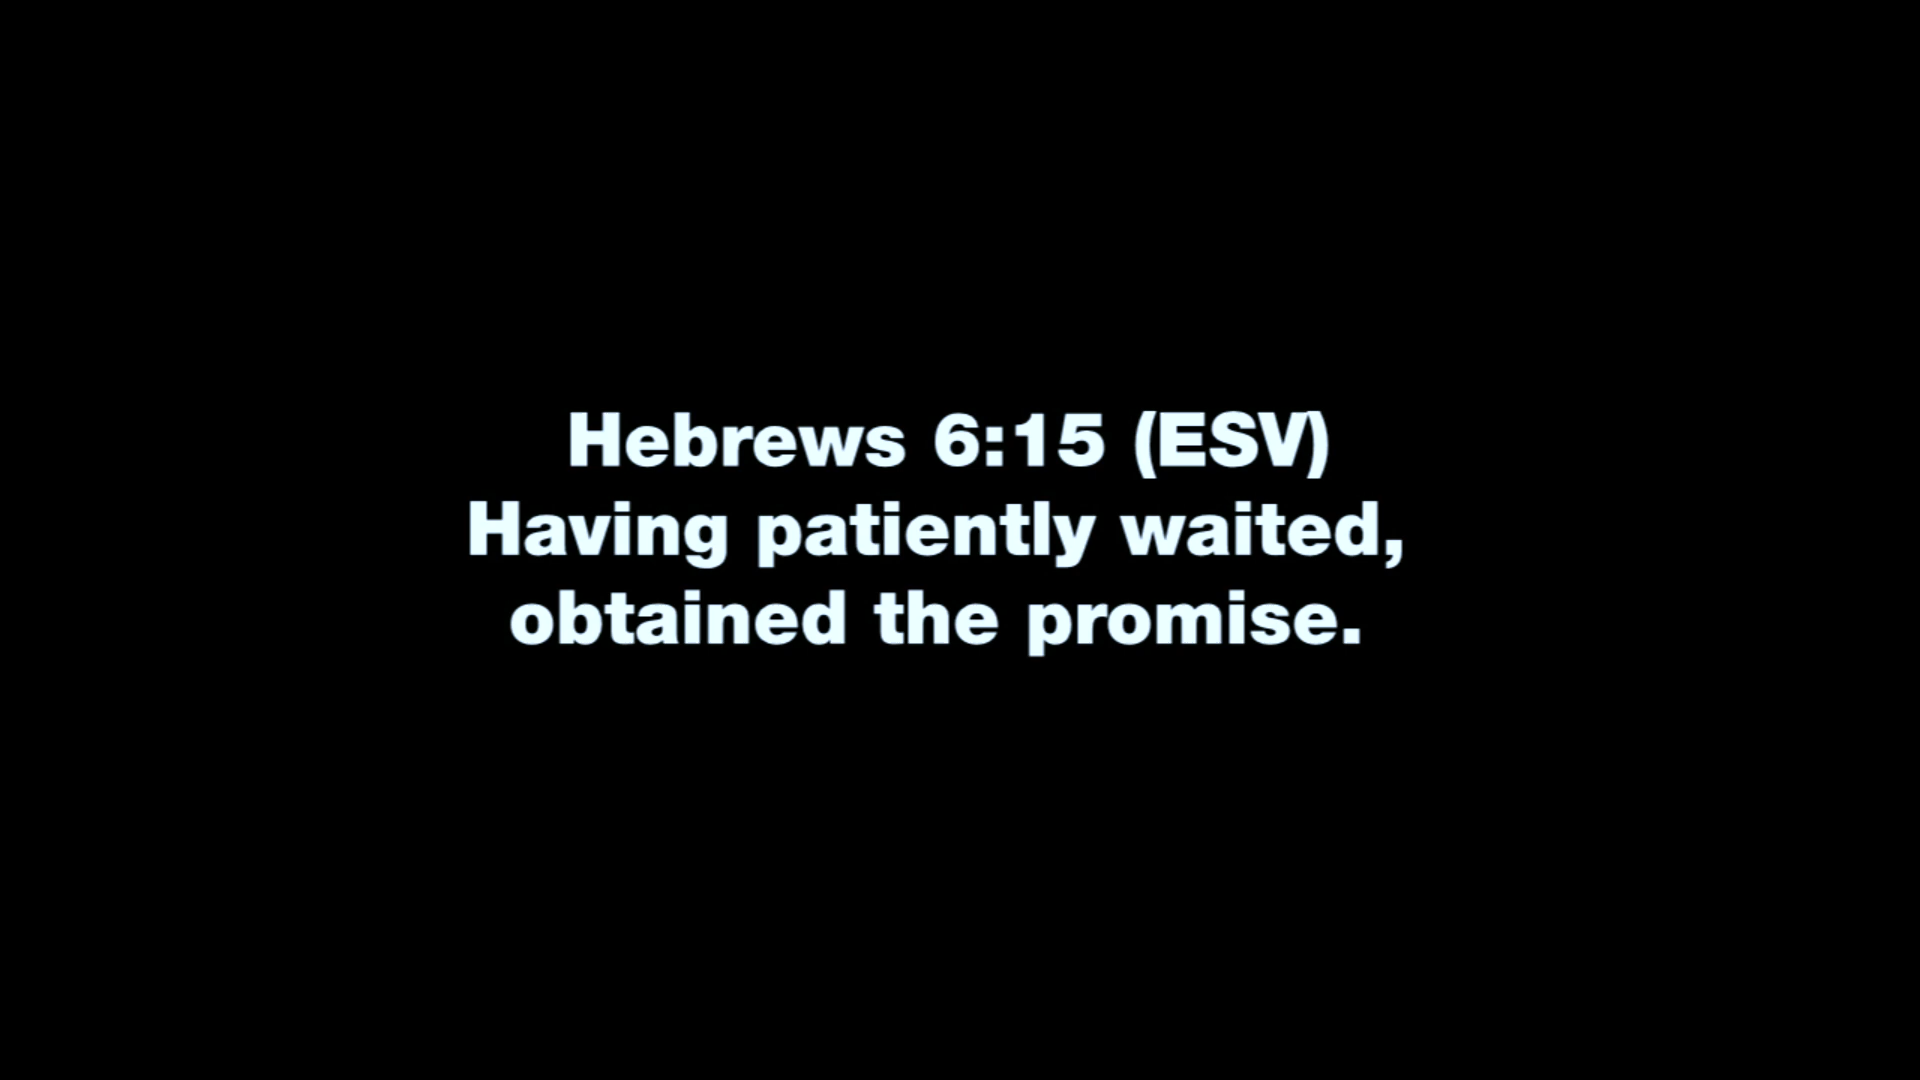 Hebrews 6:15 (ESV)
Having patiently waited,
obtained the promise.